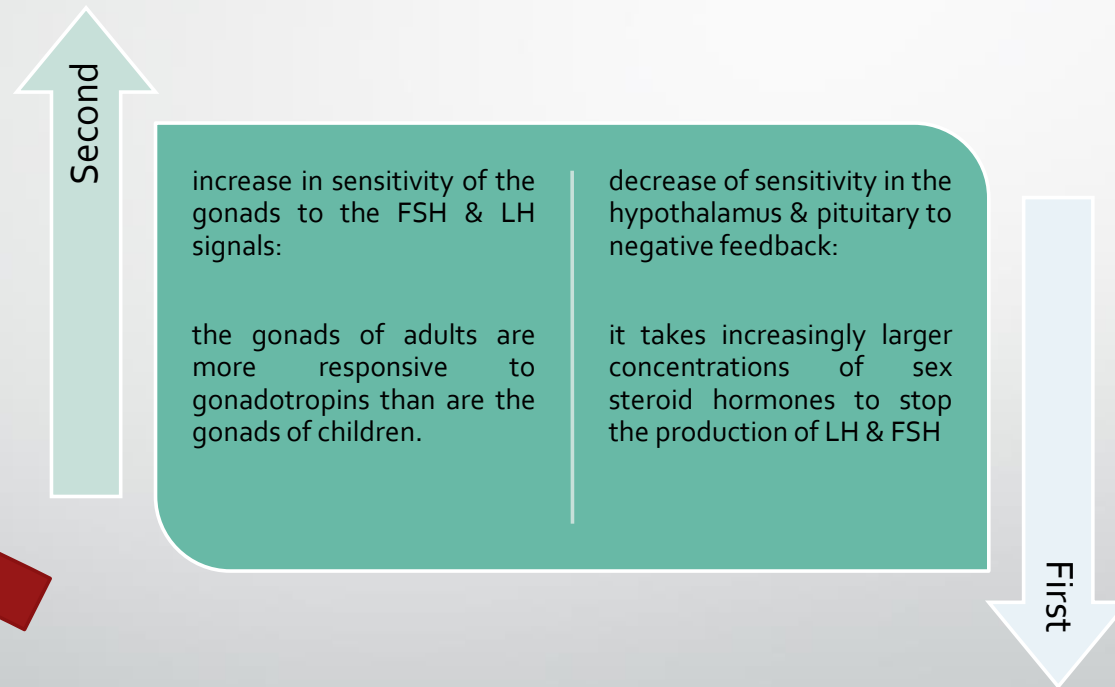 Second
increase in sensitivity of the
gonads to the FSH & LH
signals:
the gonads of adults are
more responsive to
gonadotropins than are the
gonads of children.
decrease of sensitivity in the
hypothalamus & pituitary to
negative feedback:
it takes increasingly larger
concentrations of sex
steroid hormones to stop
the production of LH & FSH
First